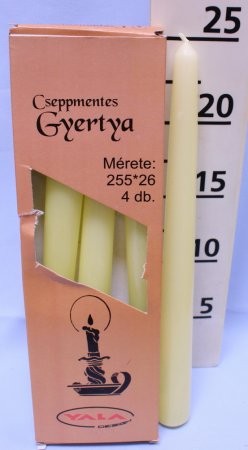 Cseppmentes
Gyertya
Mérete:
255*26
4 db.
YALA
25
20
15
10
5